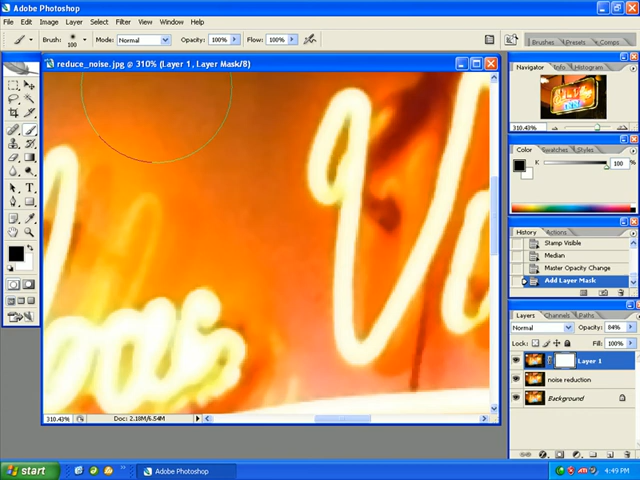 Adobe Photoshop
File Edit Image Layer Select Filter View Window Help
Brush: 100 Mode: Normal Opacity: 100% Flow: 100% Brushes Presets Comps
reduce_noise.jpg @ 310% (Layer 1, Layer Mask/8)
Navigator Info Histogram
310.43%
Color Swatches Styles
K 100 %
History Actions
Stamp Visible
Median
Master Opacity Change
Add Layer Mask
Layers Channels Paths
Normal Opacity: 84%
Lock: Fill: 100%
Layer 1
noise reduction
Background
310.43% Doc: 2.18M/6.54M
start Adobe Photoshop 4:49 PM